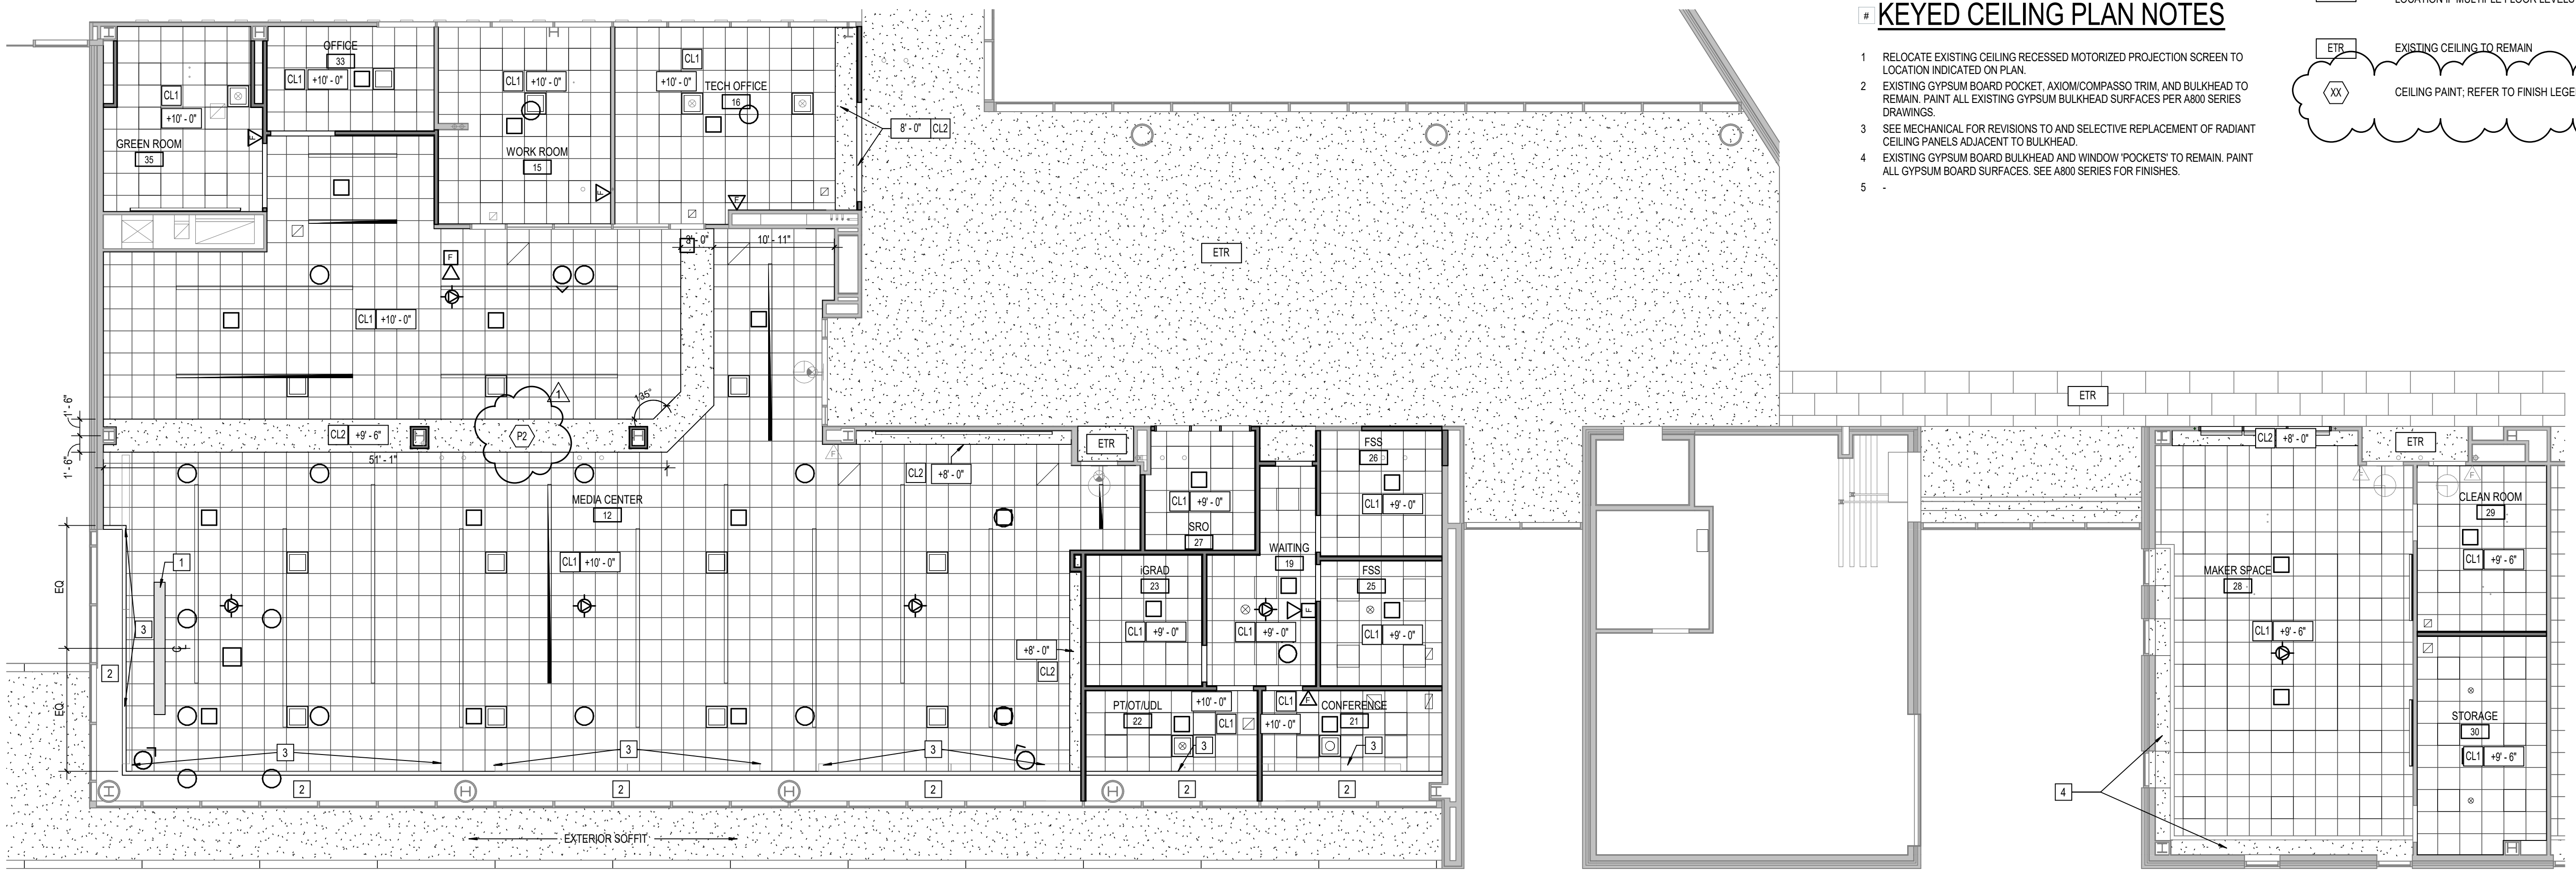 # KEYED CEILING PLAN NOTES
1 RELOCATE EXISTING CEILING RECESSED MOTORIZED PROJECTION SCREEN TO
LOCATION INDICATED ON PLAN.
2 EXISTING GYPSUM BOARD POCKET, AXIOM/COMPASSO TRIM, AND BULKHEAD TO
REMAIN. PAINT ALL EXISTING GYPSUM BULKHEAD SURFACES PER A800 SERIES
DRAWINGS.
3 SEE MECHANICAL FOR REVISIONS TO AND SELECTIVE REPLACEMENT OF RADIANT
CEILING PANELS ADJACENT TO BULKHEAD.
4 EXISTING GYPSUM BOARD BULKHEAD AND WINDOW 'POCKETS' TO REMAIN. PAINT
ALL GYPSUM BOARD SURFACES. SEE A800 SERIES FOR FINISHES.
5 -
LOCATION IF MULTIPLE FLOOR LEVELS
ETR EXISTING CEILING TO REMAIN
XX CEILING PAINT; REFER TO FINISH LEGE
CL1
+10' - 0"
GREEN ROOM
35
F
OFFICE
33
CL1 +10' - 0"
CL1 +10' - 0"
WORK ROOM
15
F
CL1
+10' - 0"
TECH OFFICE
16
F
8' - 0" CL2
ETR
F
8' - 0"
10' - 11"
CL1 +10' - 0"
1
135°
P2
CL2 +9' - 6"
1' - 6"
1' - 6"
51' - 1"
F
CL2 +8' - 0"
MEDIA CENTER
12
CL1 +10' - 0"
1
3
2
EQ
EQ
CL
+8' - 0"
CL2
3
3
3
2
2
2
2
2
EXTERIOR SOFFIT
ETR
CL1 +9' - 0"
SRO
27
FSS
26
CL1 +9' - 0"
WAITING
19
F
CL1 +9' - 0"
iGRAD
23
CL1 +9' - 0"
FSS
25
CL1 +9' - 0"
PT/OT/UDL
22
+10' - 0"
CL1
3
CL1
F
+10' - 0"
CONFERENCE
21
3
ETR
CL2 +8' - 0"
ETR
F
F
MAKER SPACE
28
CL1 +9' - 6"
CLEAN ROOM
29
CL1 +9' - 6"
STORAGE
30
CL1 +9' - 6"
4